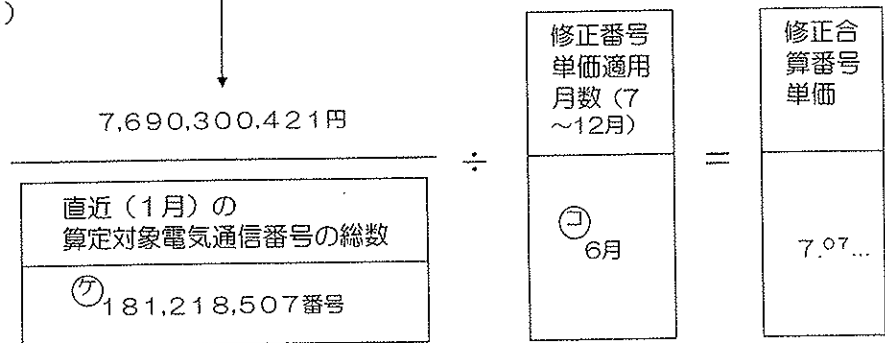 )
7,690,300,421円
÷
修正番号
単価適用
月数（7
～12月）
＝
修正合
算番号
単価
直近（1月）の
算定対象電気通信番号の総数
ケ 181,218,507番号
コ 6月
7.07...